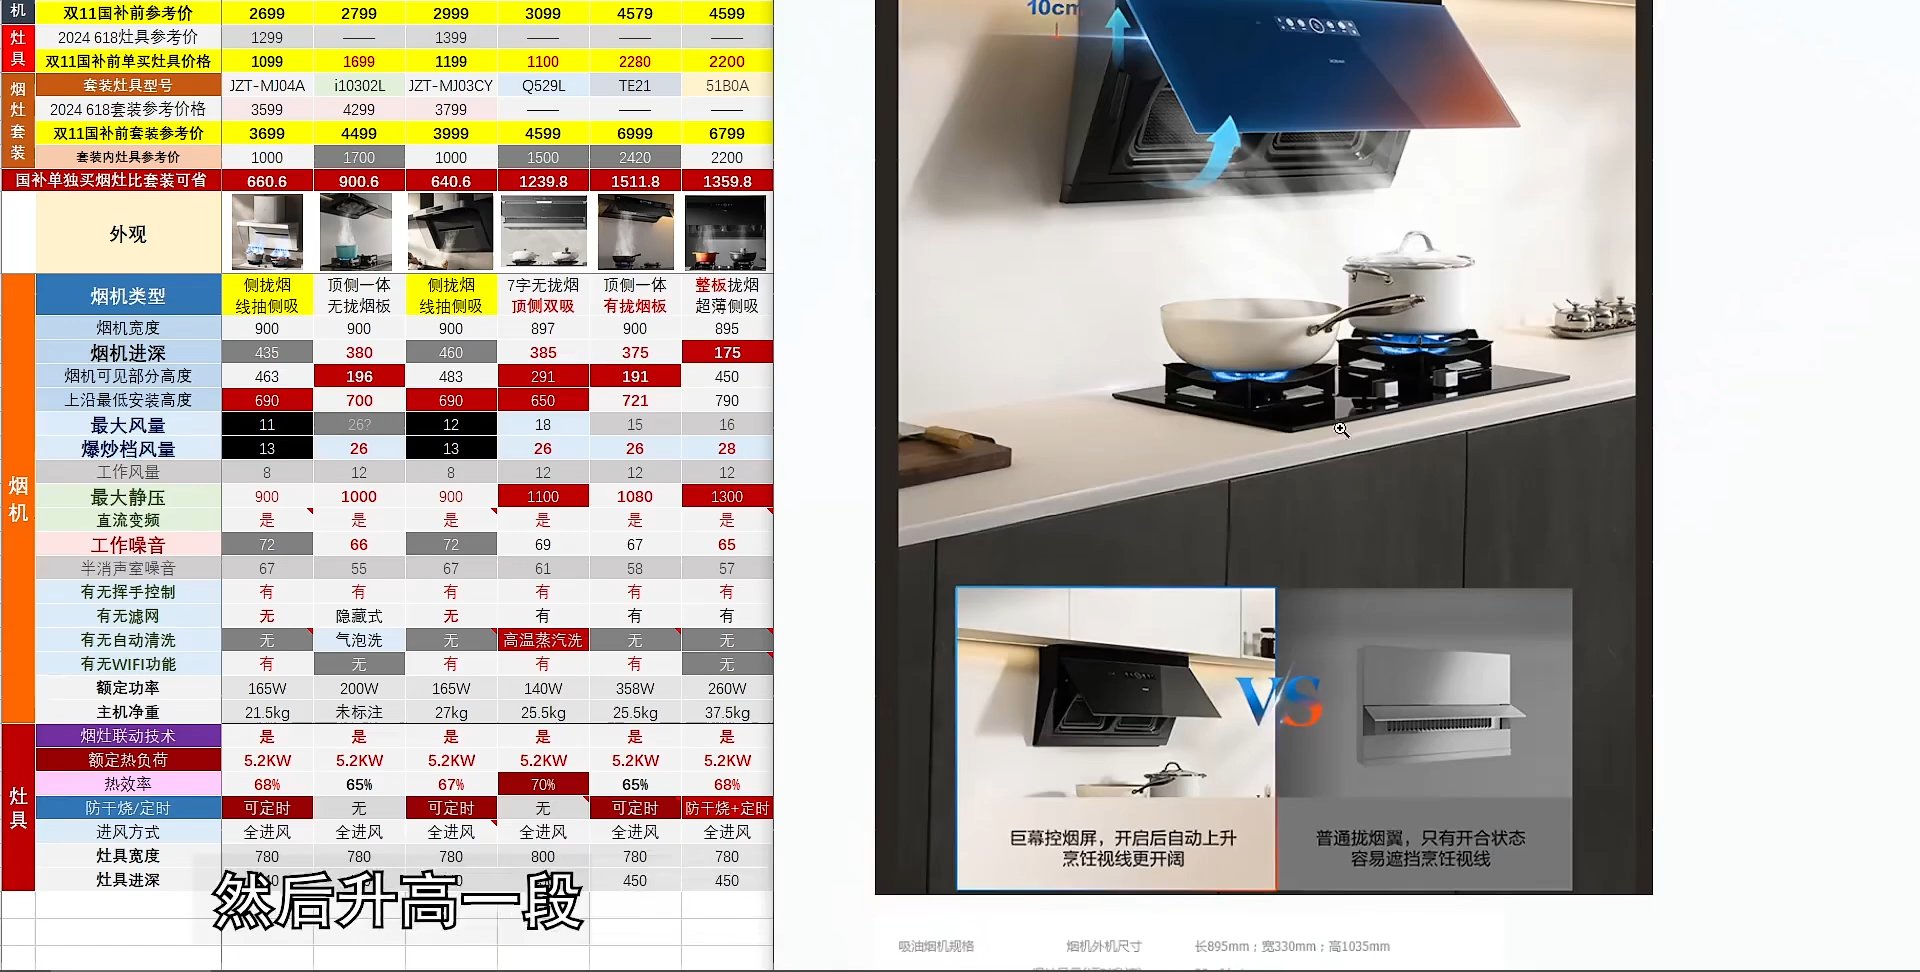 机 双11国补前参考价 2699 2799 2999 3099 4579 4599
灶具 2024 618灶具参考价 1299 —— 1399 —— —— ——
双11国补前单买灶具价格 1099 1699 1199 1100 2280 2200
烟灶套装 套装灶具型号 JZT-MJ04A i10302L JZT-MJ03CY Q529L TE21 51B0A
2024 618套装参考价格 3599 4299 3799 —— —— ——
双11国补前套装参考价 3699 4499 3999 4599 6999 6799
套装内灶具参考价 1000 1700 1000 1500 2420 2200
国补单独买烟灶比套装可省 660.6 900.6 640.6 1239.8 1511.8 1359.8
外观
烟机 烟机类型 侧拢烟 顶侧一体 侧拢烟 7字无拢烟 顶侧一体 整板拢烟
线抽侧吸 无拢烟板 线抽侧吸 顶侧双吸 有拢烟板 超薄侧吸
烟机宽度 900 900 900 897 900 895
烟机进深 435 380 460 385 375 175
烟机可见部分高度 463 196 483 291 191 450
上沿最低安装高度 690 700 690 650 721 790
最大风量 11 26? 12 18 15 16
爆炒档风量 13 26 13 26 26 28
工作风量 8 12 8 12 12 12
最大静压 900 1000 900 1100 1080 1300
直流变频 是 是 是 是 是 是
工作噪音 72 66 72 69 67 65
半消声室噪音 67 55 67 61 58 57
有无挥手控制 有 有 有 有 有 有
有无滤网 无 隐藏式 无 有 有 有
有无自动清洗 无 气泡洗 无 高温蒸汽洗 无 无
有无WIFI功能 有 无 有 有 有 无
额定功率 165W 200W 165W 140W 358W 260W
主机净重 21.5kg 未标注 27kg 25.5kg 25.5kg 37.5kg
灶具 烟灶联动技术 是 是 是 是 是 是
额定热负荷 5.2KW 5.2KW 5.2KW 5.2KW 5.2KW 5.2KW
热效率 68% 65% 67% 70% 65% 68%
防干烧/定时 可定时 无 可定时 无 可定时 防干烧+定时
进风方式 全进风 全进风 全进风 全进风 全进风 全进风
灶具宽度 780 780 780 800 780 780
灶具进深 450 450
然后升高一段
10cm
VS
巨幕控烟屏，开启后自动上升
烹饪视线更开阔
普通拢烟翼，只有开合状态
容易遮挡烹饪视线
吸油烟机规格 烟机外机尺寸 长895mm；宽330mm；高1035mm